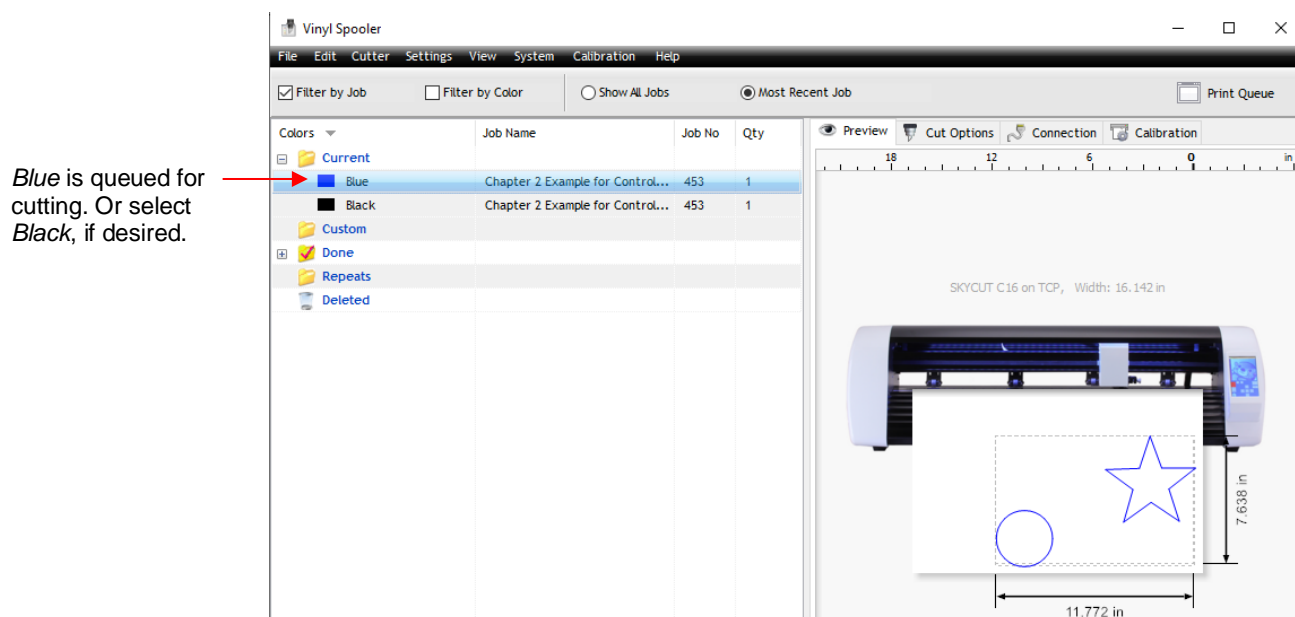 Vinyl Spooler
File Edit Cutter Settings View System Calibration Help
Filter by Job Filter by Color Show All Jobs Most Recent Job Print Queue
Colors Job Name Job No Qty
Current
Blue Chapter 2 Example for Control... 453 1
Black Chapter 2 Example for Control... 453 1
Custom
Done
Repeats
Deleted
Blue is queued for
cutting. Or select
Black, if desired.
Preview Cut Options Connection Calibration
18 12 6 0 in
SKYCUT C16 on TCP, Width: 16.142 in
7.638 in
11.772 in